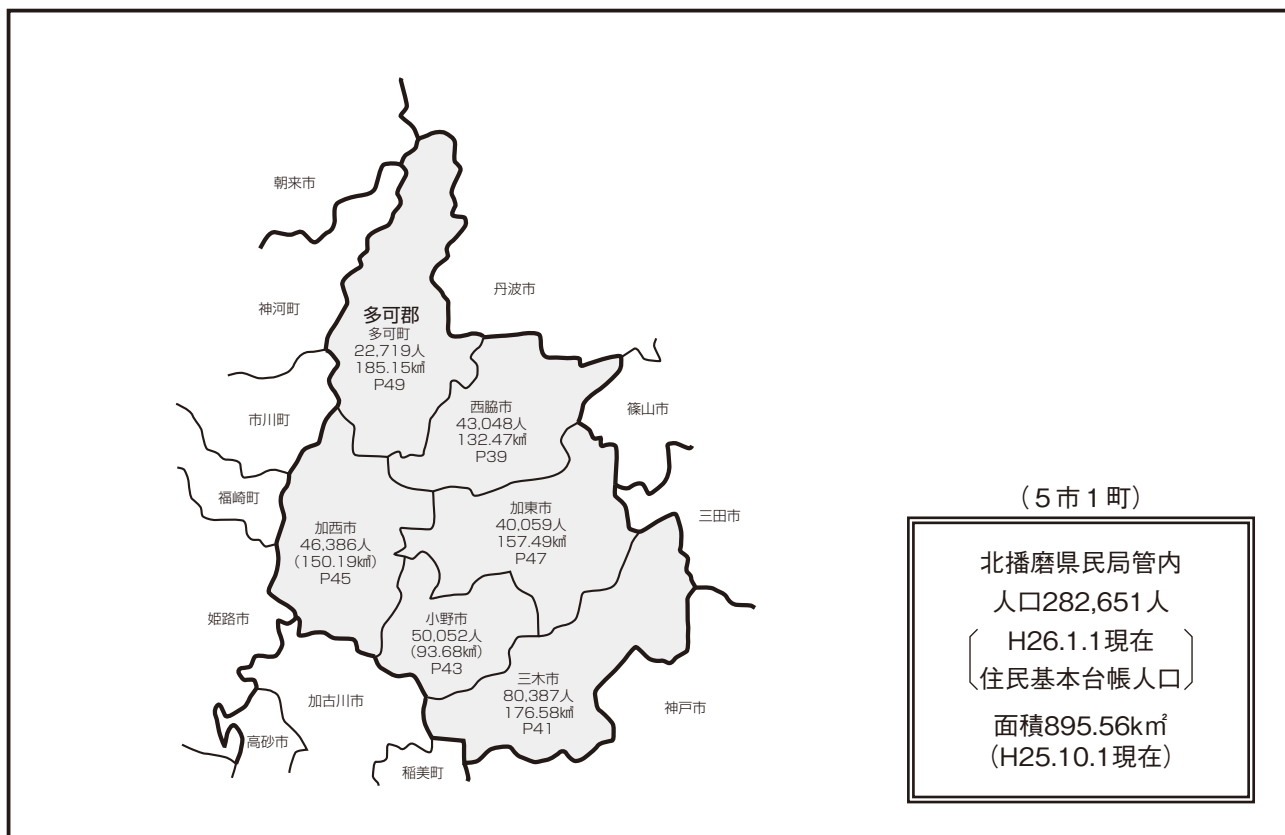 朝来市
丹波市
神河町
多可郡
多可町
22,719人
185.15k㎡
P49
市川町
西脇市
43,048人
132.47k㎡
P39
篠山市
福崎町
加西市
46,386人
(150.19k㎡)
P45
加東市
40,059人
157.49k㎡
P47
三田市
姫路市
小野市
50,052人
(93.68k㎡)
P43
三木市
80,387人
176.58k㎡
P41
加古川市
神戸市
高砂市
稲美町
(5市1町)
北播磨県民局管内
人口282,651人
H26.1.1現在
住民基本台帳人口
面積895.56k㎡
(H25.10.1現在)